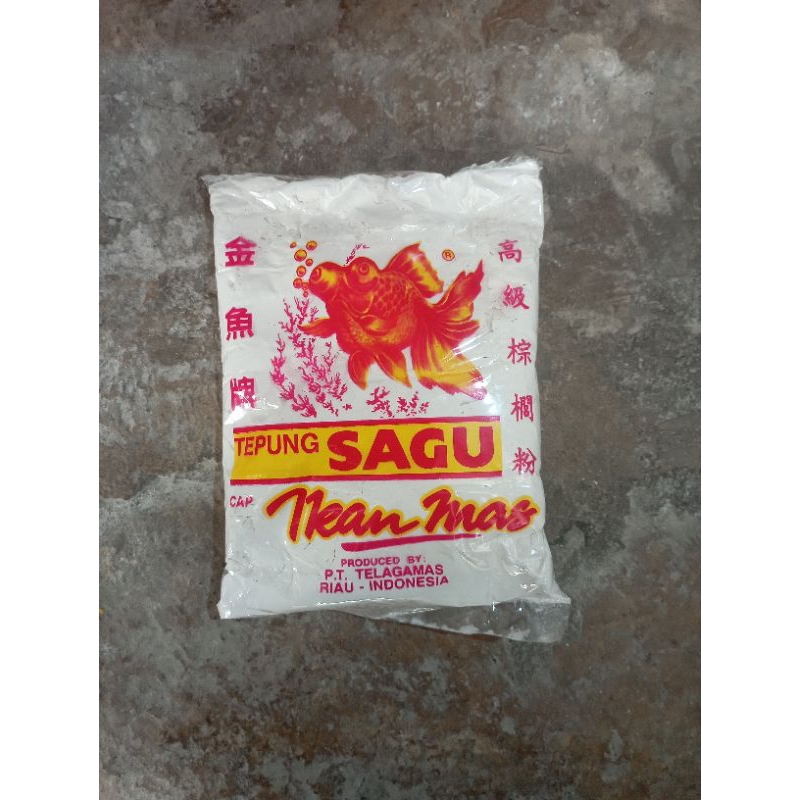 金魚牌
高級棕櫚粉
®
TEPUNG SAGU
CAP Ikan mas
PRODUCED BY:
P.T. TELAGAMAS
RIAU - INDONESIA